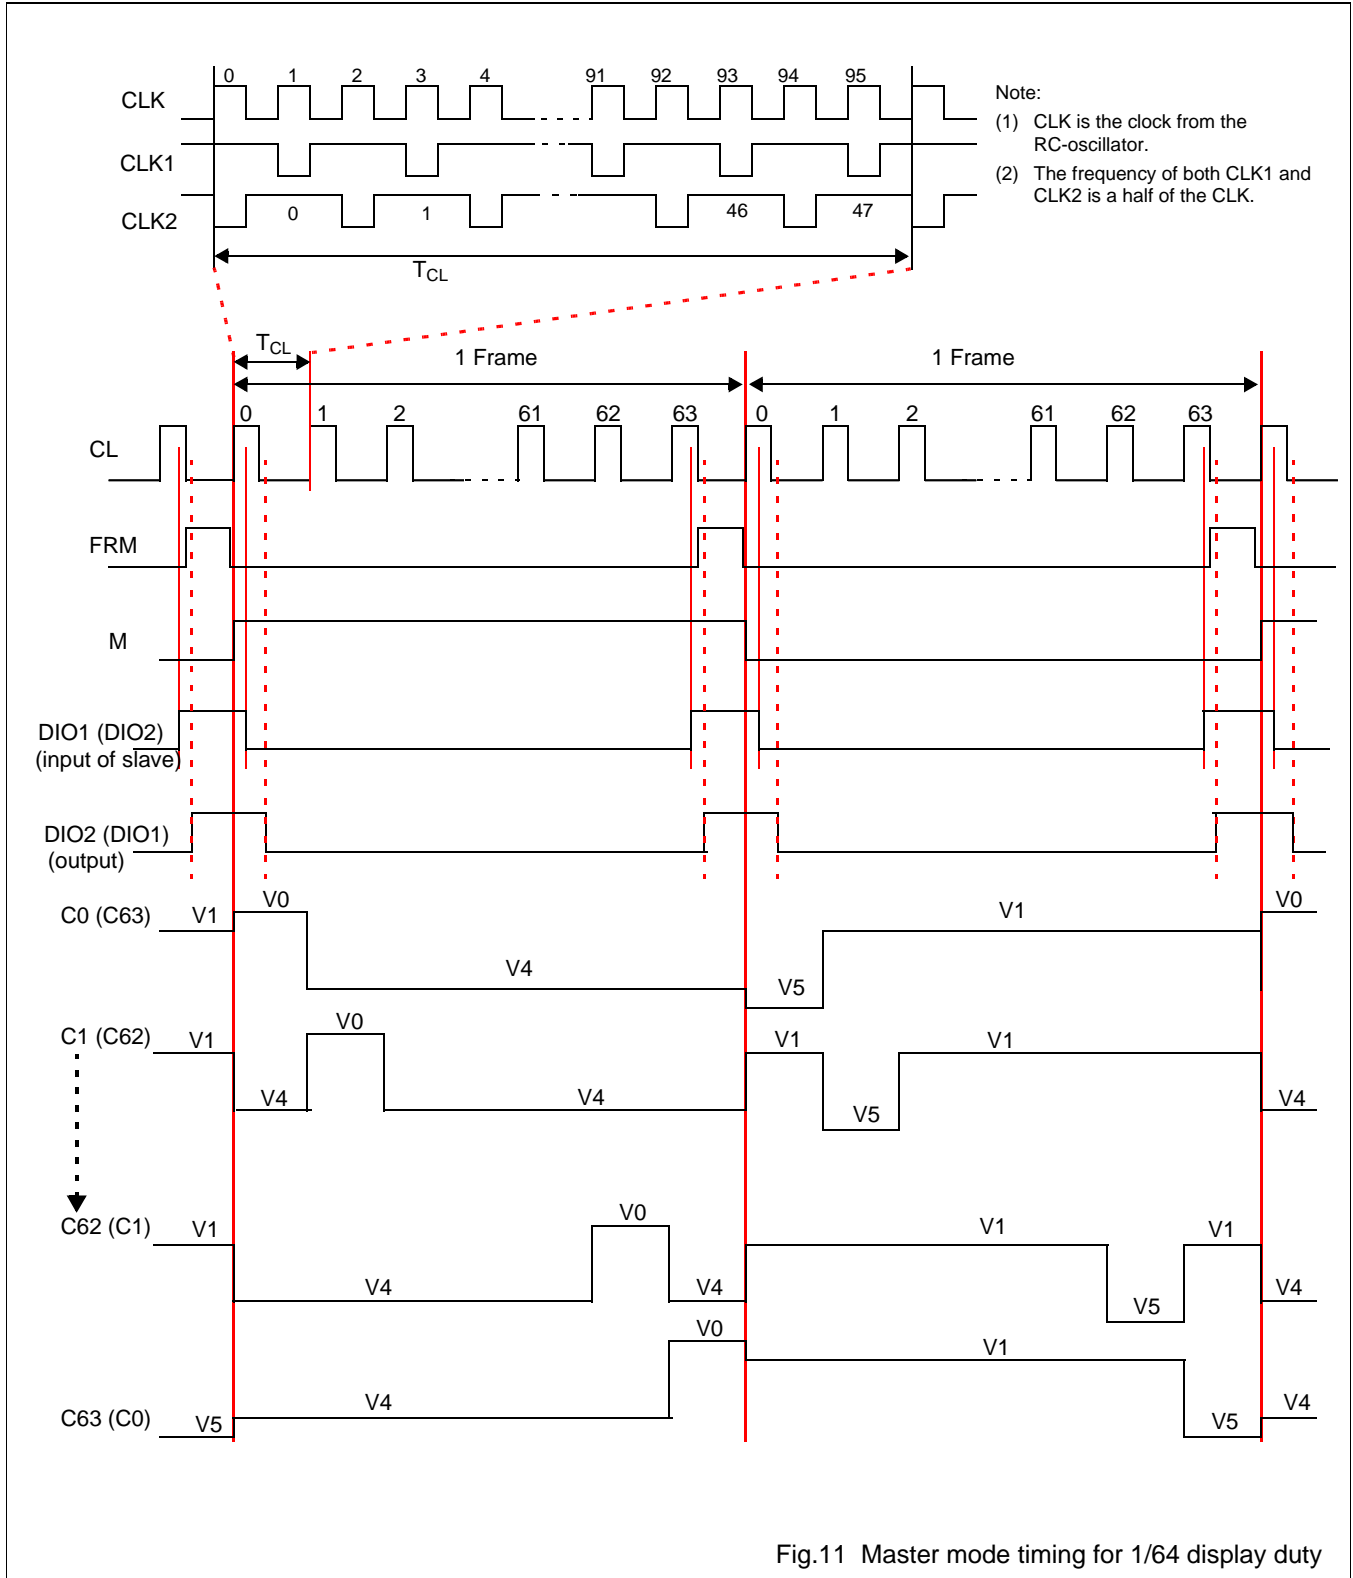 0 1 2 3 4 91 92 93 94 95
CLK
CLK1
CLK2
0 1 46 47
TCL
Note:
(1) CLK is the clock from the
RC-oscillator.
(2) The frequency of both CLK1 and
CLK2 is a half of the CLK.
TCL
1 Frame 1 Frame
0 1 2 61 62 63 0 1 2 61 62 63
CL
FRM
M
DIO1 (DIO2)
(input of slave)
DIO2 (DIO1)
(output)
C0 (C63) V1 V0 V4 V5 V1 V0
C1 (C62) V1 V4 V0 V4 V1 V5 V1 V4
C62 (C1) V1 V4 V0 V4 V1 V5 V1 V4
C63 (C0) V5 V4 V0 V1 V5 V4
Fig.11 Master mode timing for 1/64 display duty